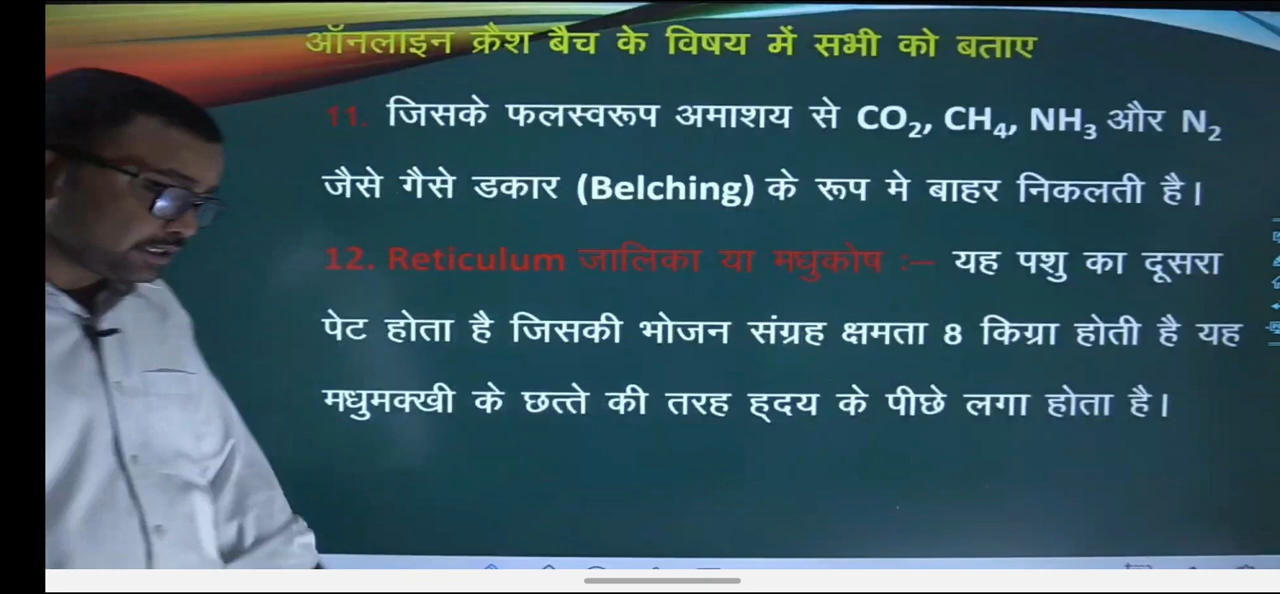 ऑनलाइन क्रैश बैच के विषय में सभी को बताए
11. जिसके फलस्वरूप अमाशय से CO₂, CH₄, NH₃ और N₂
जैसे गैसे डकार (Belching) के रूप मे बाहर निकलती है।
12. Reticulum जालिका या मधुकोष :– यह पशु का दूसरा
पेट होता है जिसकी भोजन संग्रह क्षमता 8 किग्रा होती है यह
मधुमक्खी के छत्ते की तरह ह्दय के पीछे लगा होता है।